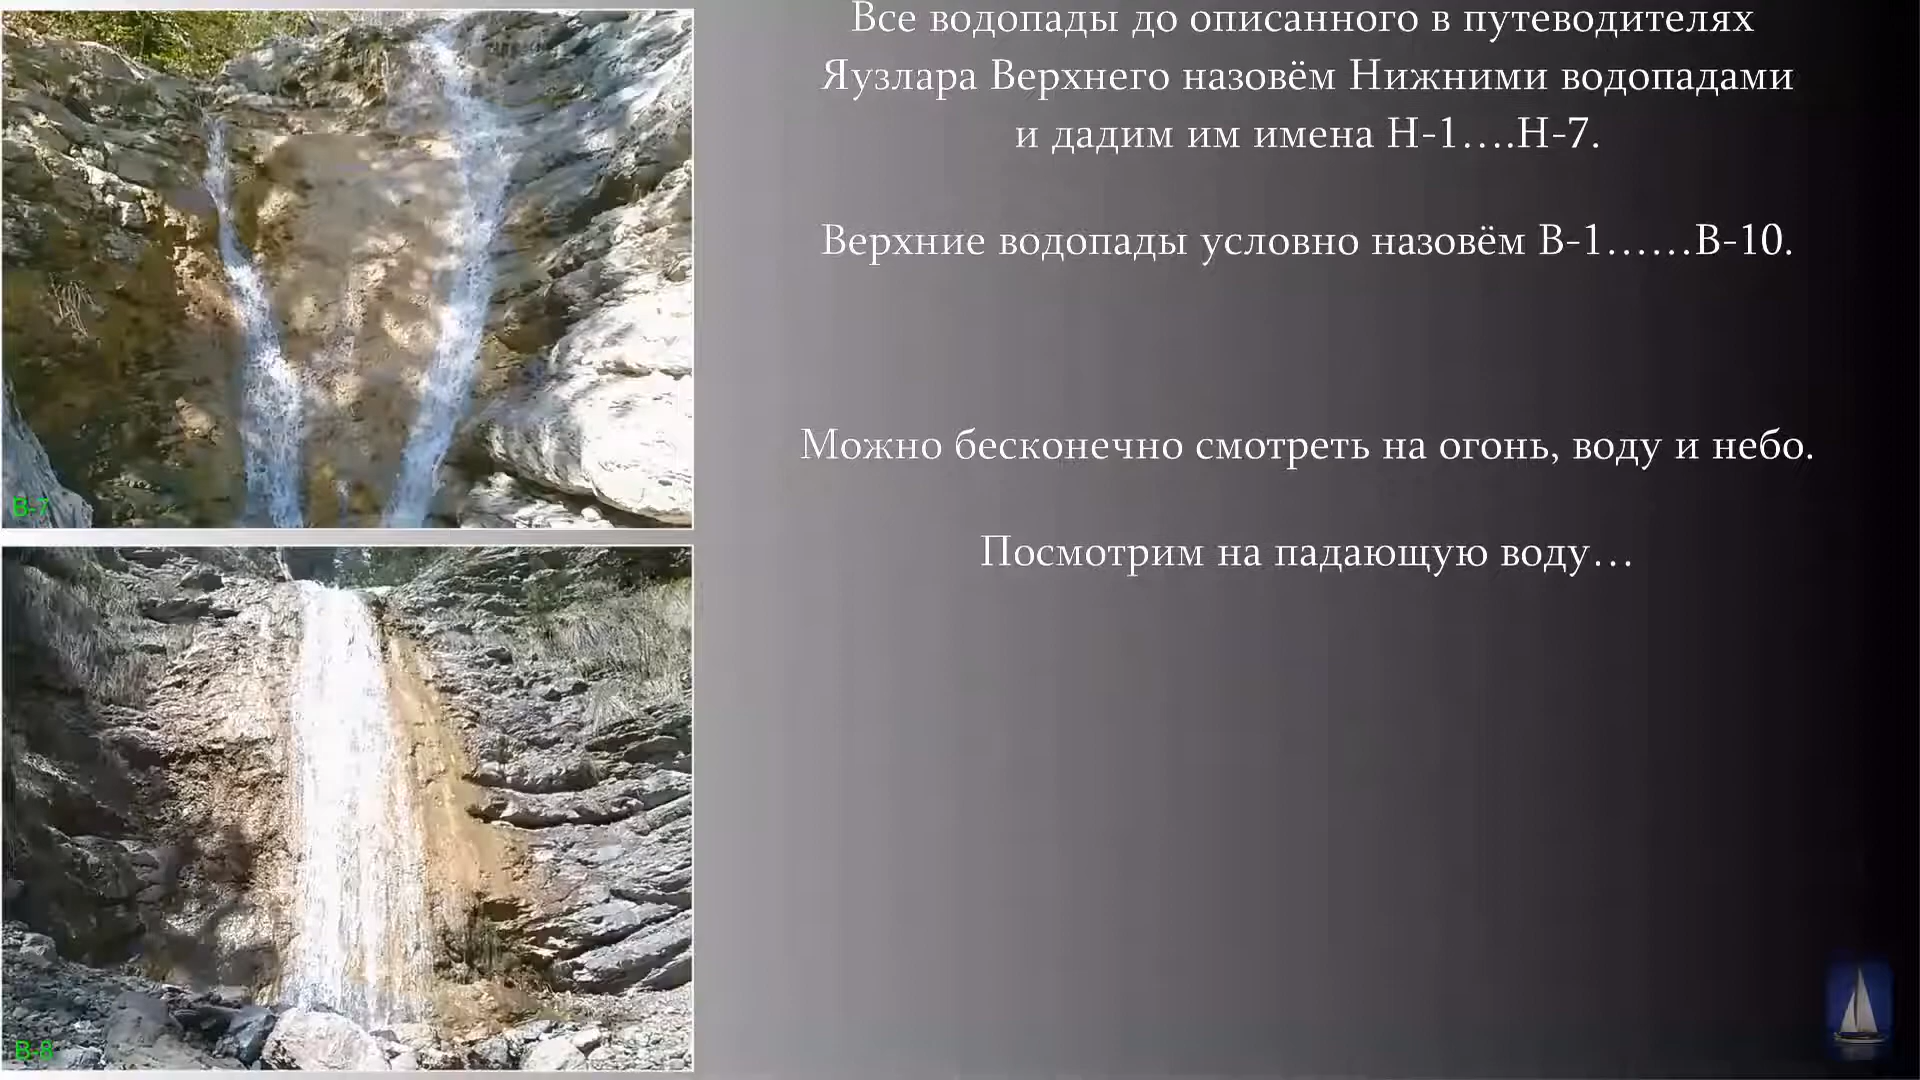 Все водопады до описанного в путеводителях
Яузлара Верхнего назовём Нижними водопадами
и дадим им имена Н-1....Н-7.
Верхние водопады условно назовём В-1......В-10.
Можно бесконечно смотреть на огонь, воду и небо.
Посмотрим на падающую воду...
В-7
В-8